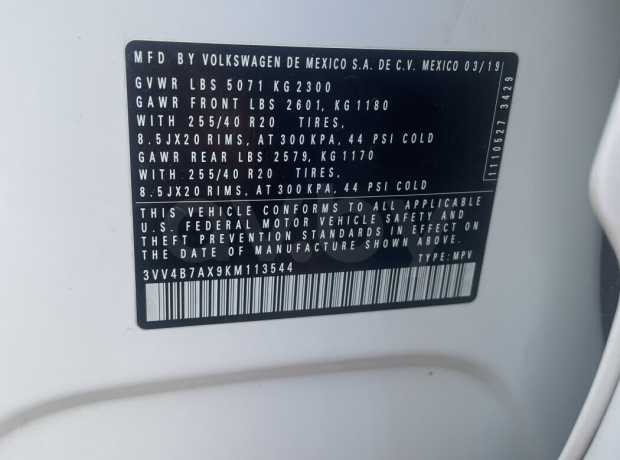 MFD BY VOLKSWAGEN DE MEXICO S.A. DE C.V. MEXICO 03/19
GVWR LBS 5071 KG 2300
GAWR FRONT LBS 2601, KG 1180
WITH 255/40 R20 TIRES,
8.5JX20 RIMS, AT 300 KPA, 44 PSI COLD
GAWR REAR LBS 2579, KG 1170
WITH 255/40 R20 TIRES,
8.5JX20 RIMS, AT 300KPA, 44 PSI COLD
THIS VEHICLE CONFORMS TO ALL APPLICABLE
U.S. FEDERAL MOTOR VEHICLE SAFETY AND
THEFT PREVENTION STANDARDS IN EFFECT ON
THE DATE OF MANUFACTURE SHOWN ABOVE.
3VV4B7AX9KM113544 TYPE: MPV
1110527 3429